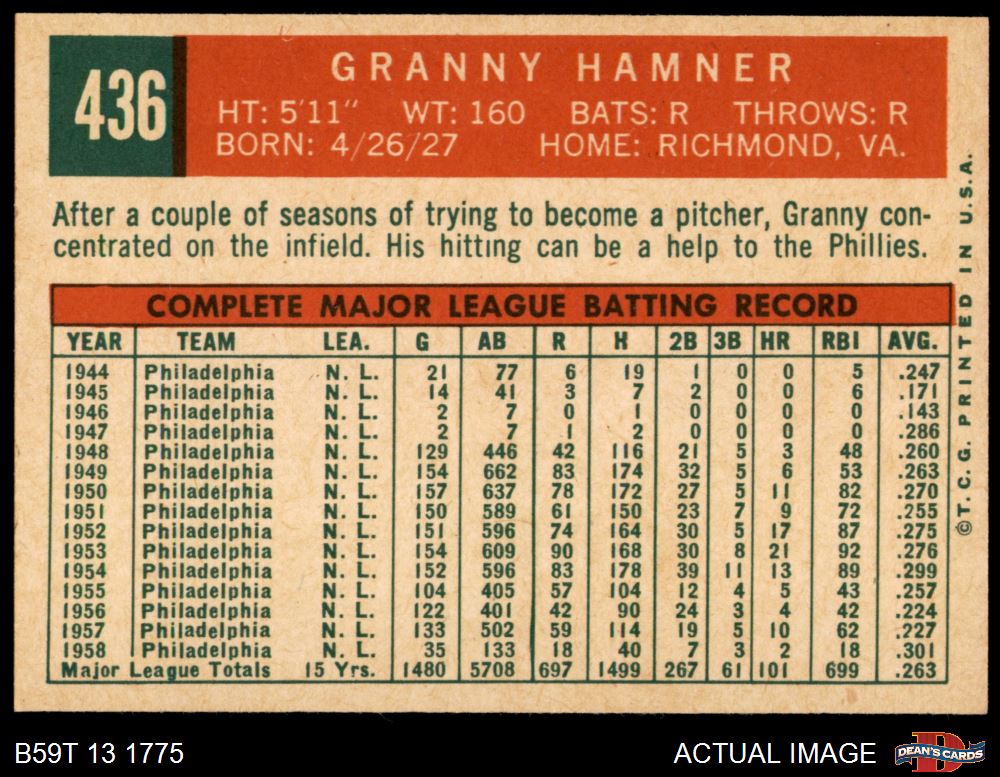 436
GRANNY HAMNER
HT: 5'11" WT: 160 BATS: R THROWS: R
BORN: 4/26/27 HOME: RICHMOND, VA.
After a couple of seasons of trying to become a pitcher, Granny con-
centrated on the infield. His hitting can be a help to the Phillies.
COMPLETE MAJOR LEAGUE BATTING RECORD
YEAR TEAM LEA. G AB R H 2B 3B HR RBI AVG.
1944 Philadelphia N. L. 21 77 6 19 1 0 0 5 .247
1945 Philadelphia N. L. 14 41 3 7 2 0 0 6 .171
1946 Philadelphia N. L. 2 7 0 1 0 0 0 0 .143
1947 Philadelphia N. L. 2 7 1 2 0 0 0 0 .286
1948 Philadelphia N. L. 129 446 42 116 21 5 3 48 .260
1949 Philadelphia N. L. 154 662 83 174 32 5 6 53 .263
1950 Philadelphia N. L. 157 637 78 172 27 5 11 82 .270
1951 Philadelphia N. L. 150 589 61 150 23 7 9 72 .255
1952 Philadelphia N. L. 151 596 74 164 30 5 17 87 .275
1953 Philadelphia N. L. 154 609 90 168 30 8 21 92 .276
1954 Philadelphia N. L. 152 596 83 178 39 11 13 89 .299
1955 Philadelphia N. L. 104 405 57 104 12 4 5 43 .257
1956 Philadelphia N. L. 122 401 42 90 24 3 4 42 .224
1957 Philadelphia N. L. 133 502 59 114 19 5 10 62 .227
1958 Philadelphia N. L. 35 133 18 40 7 3 2 18 .301
Major League Totals 15 Yrs. 1480 5708 697 1499 267 61 101 699 .263
©T.C.G. PRINTED IN U.S.A.
B59T 13 1775
ACTUAL IMAGE
DEAN'S CARDS